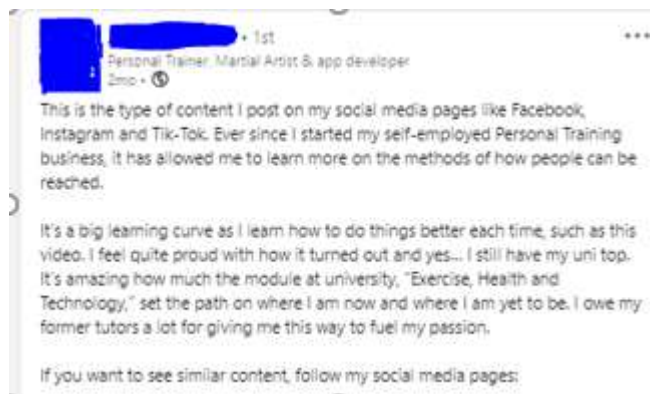 • 1st
Personal Trainer, Martial Artist & app developer
2mo •
This is the type of content I post on my social media pages like Facebook,
Instagram and Tik-Tok. Ever since I started my self-employed Personal Training
business, it has allowed me to learn more on the methods of how people can be
reached.
It's a big learning curve as I learn how to do things better each time, such as this
video. I feel quite proud with how it turned out and yes... I still have my uni top.
It's amazing how much the module at university, "Exercise, Health and
Technology," set the path on where I am now and where I am yet to be. I owe my
former tutors a lot for giving me this way to fuel my passion.
If you want to see similar content, follow my social media pages: